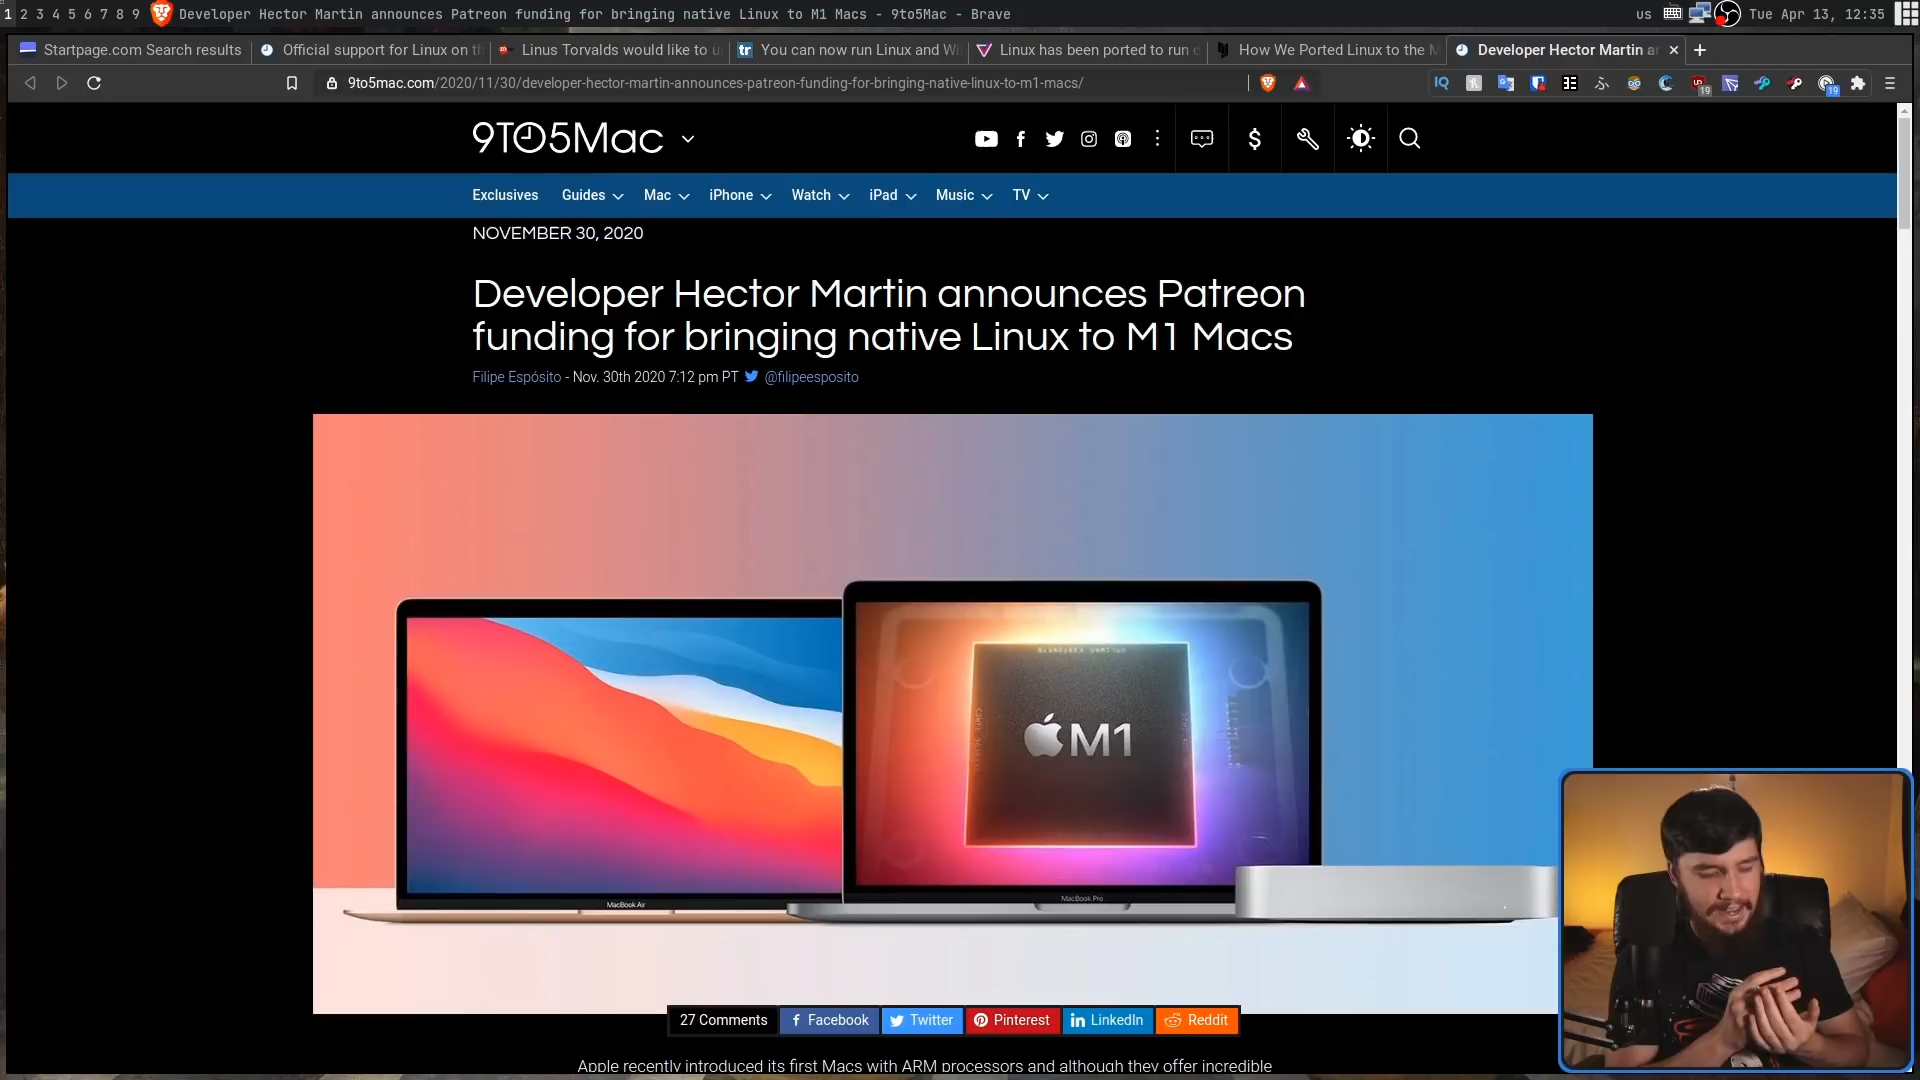 1 2 3 4 5 6 7 8 9 Developer Hector Martin announces Patreon funding for bringing native Linux to M1 Macs - 9to5Mac - Brave
us Tue Apr 13, 12:35
Startpage.com Search results
Official support for Linux on th
Linus Torvalds would like to u
You can now run Linux and Wi
Linux has been ported to run o
How We Ported Linux to the M
Developer Hector Martin ar
9to5mac.com/2020/11/30/developer-hector-martin-announces-patreon-funding-for-bringing-native-linux-to-m1-macs/
IQ
19
19
9TO5Mac
Exclusives Guides Mac iPhone Watch iPad Music TV
NOVEMBER 30, 2020
Developer Hector Martin announces Patreon
funding for bringing native Linux to M1 Macs
Filipe Espósito - Nov. 30th 2020 7:12 pm PT @filipeesposito
M1
MacBook Air
MacBook Pro
27 Comments Facebook Twitter Pinterest LinkedIn Reddit
Apple recently introduced its first Macs with ARM processors and although they offer incredible